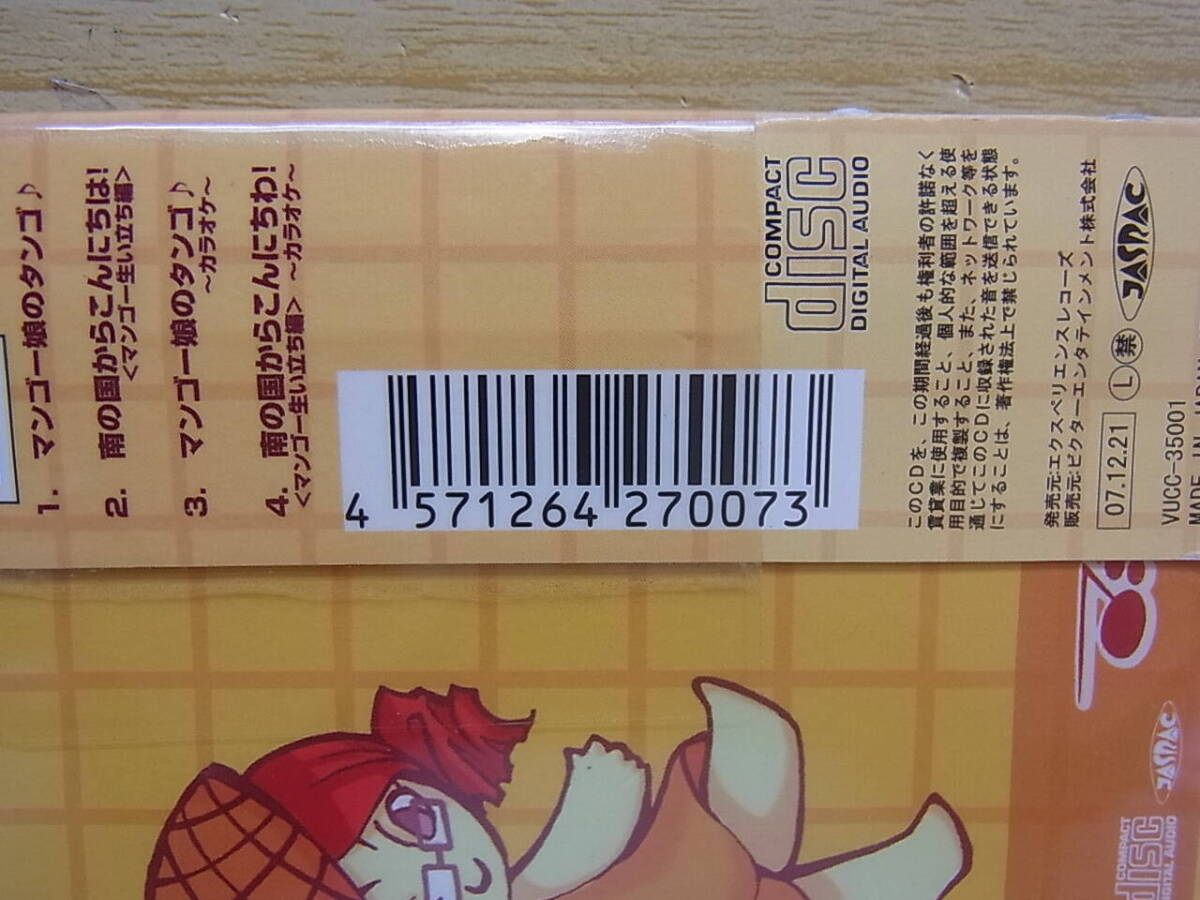 1. マンゴー娘のタンゴ♪
2. 南の国からこんにちは!
<マンゴー生い立ち編>
3. マンゴー娘のタンゴ♪
~カラオケ~
4. 南の国からこんにちわ!
<マンゴー生い立ち編> ~カラオケ~
4 571264 270073
COMPACT
disc
DIGITAL AUDIO
このCDを、この期間経過後も権利者の許諾なく
賃貸業に使用すること、個人的な範囲を超える使
用目的で複製すること、また、ネットワーク等を
通じてこのCDに収録された音を送信できる状態
にすることは、著作権法上で禁じられています。
発売元:エクスペリエンスレコーズ
販売元:ビクターエンタテインメント株式会社
07.12.21 Ⓛ ㊡ JASRAC
VUCC-35001
MADE IN JAPAN
JASRAC
COMPACT
disc
DIGITAL AUDIO